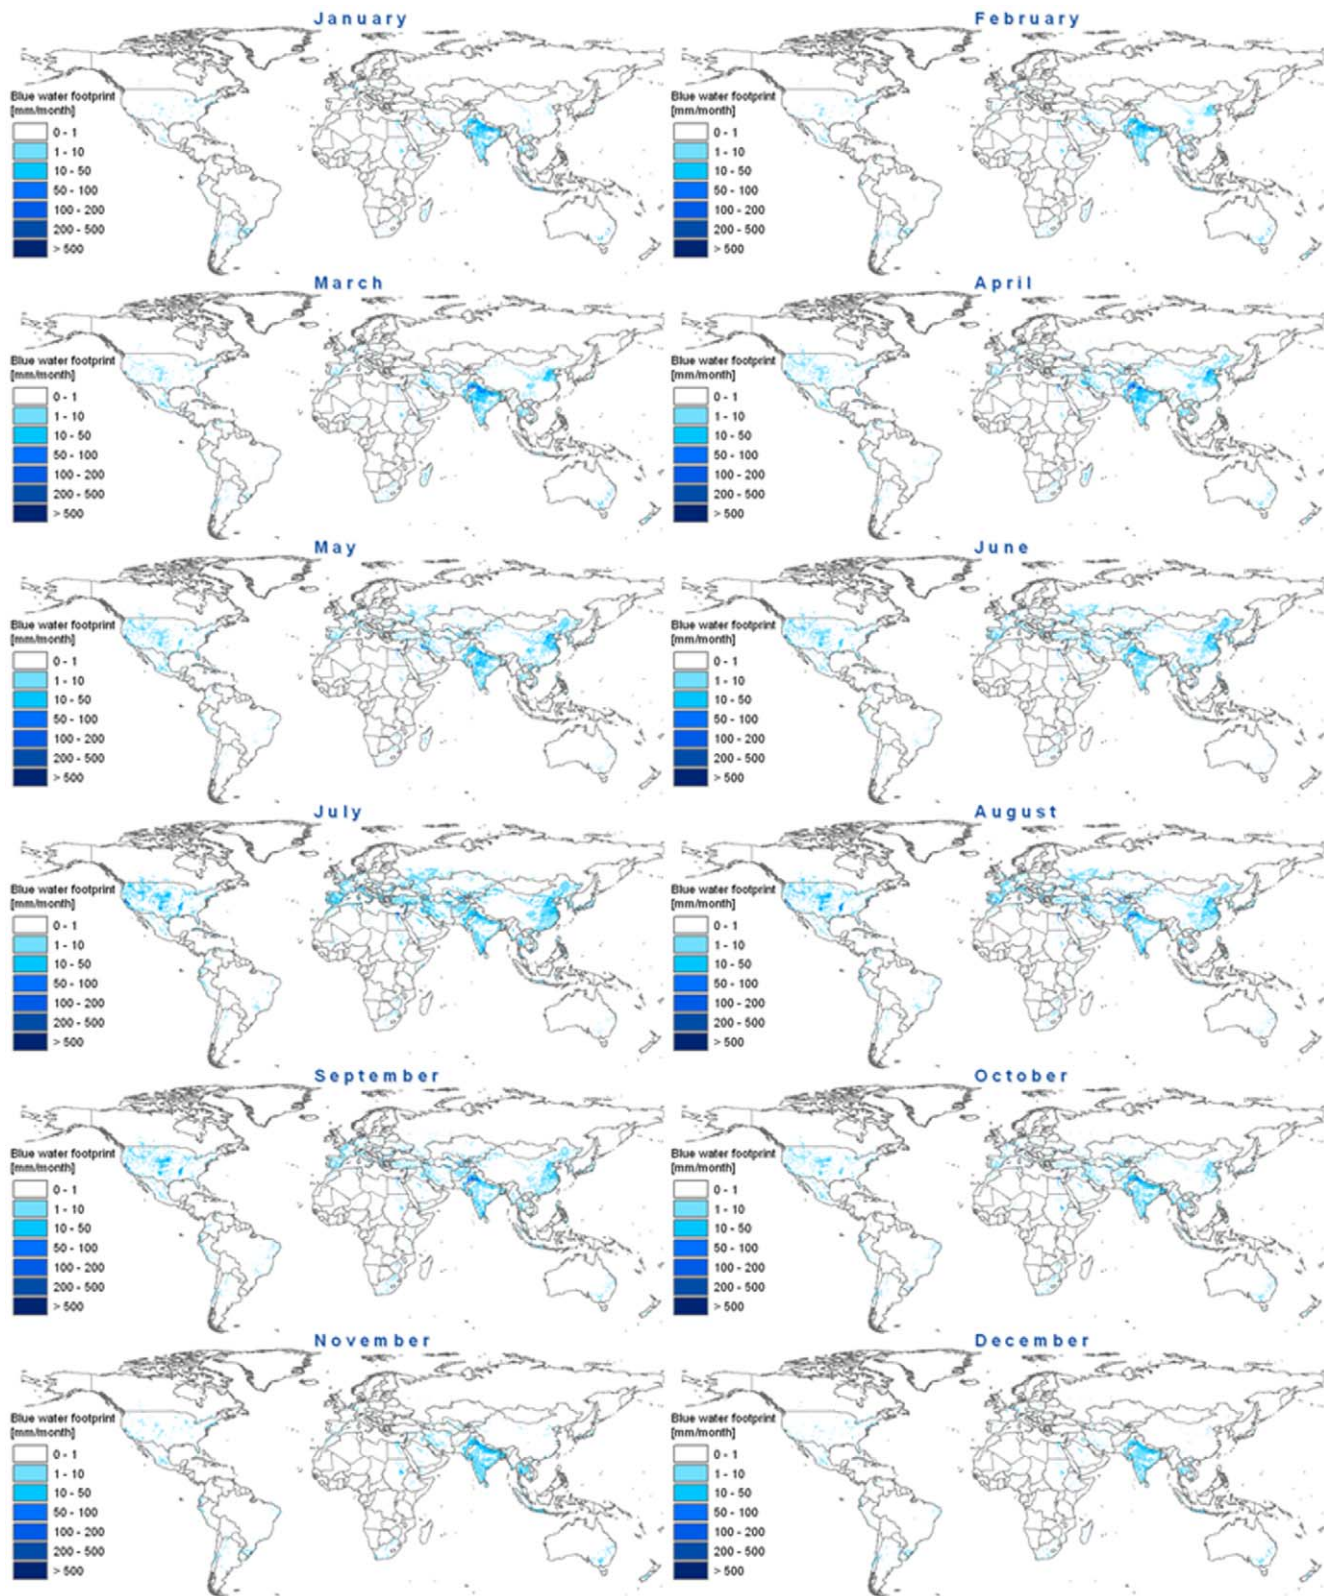 January
Blue water footprint
[mm/month]
0 - 1
1 - 10
10 - 50
50 - 100
100 - 200
200 - 500
> 500
February
Blue water footprint
[mm/month]
0 - 1
1 - 10
10 - 50
50 - 100
100 - 200
200 - 500
> 500
March
Blue water footprint
[mm/month]
0 - 1
1 - 10
10 - 50
50 - 100
100 - 200
200 - 500
> 500
April
Blue water footprint
[mm/month]
0 - 1
1 - 10
10 - 50
50 - 100
100 - 200
200 - 500
> 500
May
Blue water footprint
[mm/month]
0 - 1
1 - 10
10 - 50
50 - 100
100 - 200
200 - 500
> 500
June
Blue water footprint
[mm/month]
0 - 1
1 - 10
10 - 50
50 - 100
100 - 200
200 - 500
> 500
July
Blue water footprint
[mm/month]
0 - 1
1 - 10
10 - 50
50 - 100
100 - 200
200 - 500
> 500
August
Blue water footprint
[mm/month]
0 - 1
1 - 10
10 - 50
50 - 100
100 - 200
200 - 500
> 500
September
Blue water footprint
[mm/month]
0 - 1
1 - 10
10 - 50
50 - 100
100 - 200
200 - 500
> 500
October
Blue water footprint
[mm/month]
0 - 1
1 - 10
10 - 50
50 - 100
100 - 200
200 - 500
> 500
November
Blue water footprint
[mm/month]
0 - 1
1 - 10
10 - 50
50 - 100
100 - 200
200 - 500
> 500
December
Blue water footprint
[mm/month]
0 - 1
1 - 10
10 - 50
50 - 100
100 - 200
200 - 500
> 500